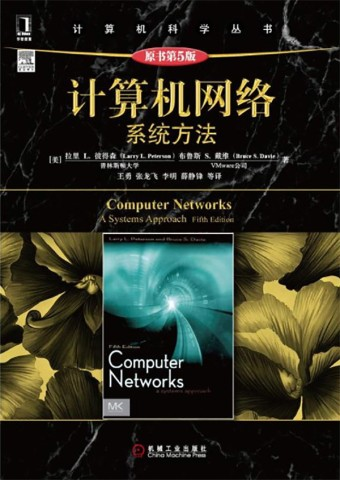 计算机科学丛书
华章教育
原书第5版
计算机网络
系统方法
[美] 拉里 L. 彼得森 (Larry L. Peterson) 布鲁斯 S. 戴维 (Bruce S. Davie) 著
普林斯顿大学 VMware公司
王勇 张龙飞 李明 薛静锋 等译
Computer Networks
A Systems Approach Fifth Edition
Larry L. Peterson and Bruce S. Davie
Fifth Edition
Computer
Networks
a systems approach
MK
机械工业出版社
China Machine Press